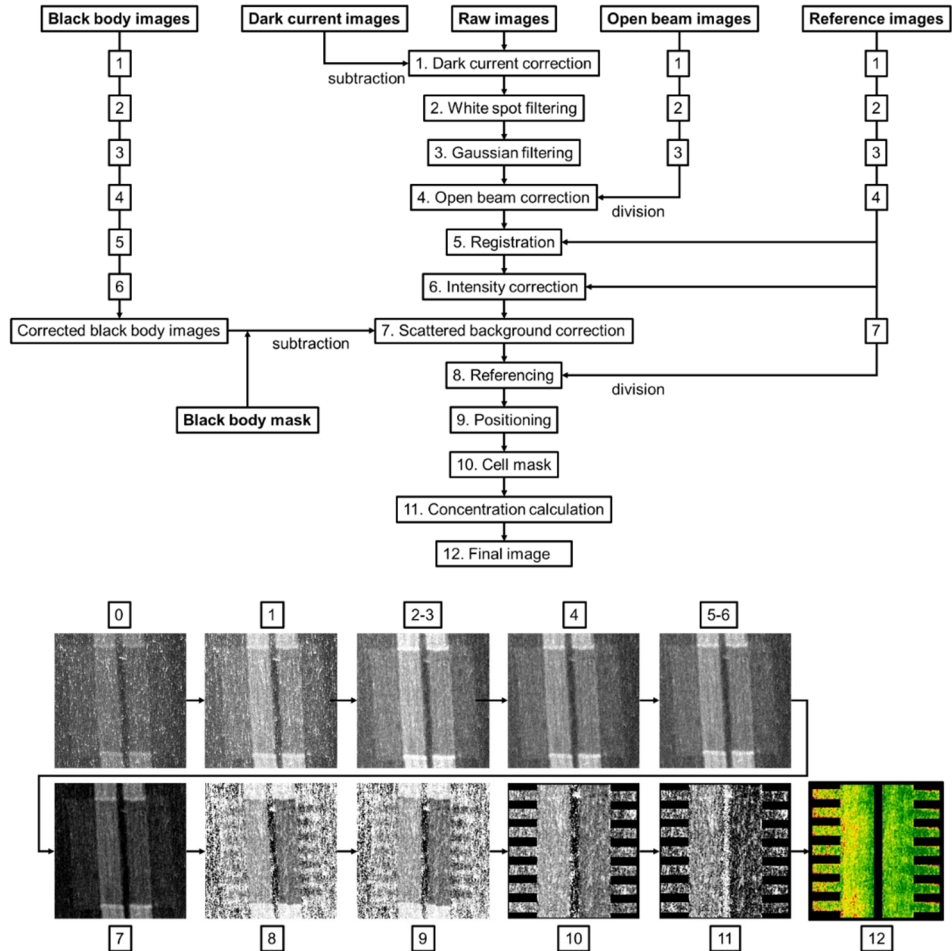 Black body images
Dark current images
Raw images
Open beam images
Reference images
1
1. Dark current correction
1
1
subtraction
2
2. White spot filtering
2
2
3
3. Gaussian filtering
3
3
4
4. Open beam correction
4
division
5
5. Registration
6
6. Intensity correction
Corrected black body images
7. Scattered background correction
7
subtraction
8. Referencing
division
Black body mask
9. Positioning
10. Cell mask
11. Concentration calculation
12. Final image
0
1
2-3
4
5-6
7
8
9
10
11
12